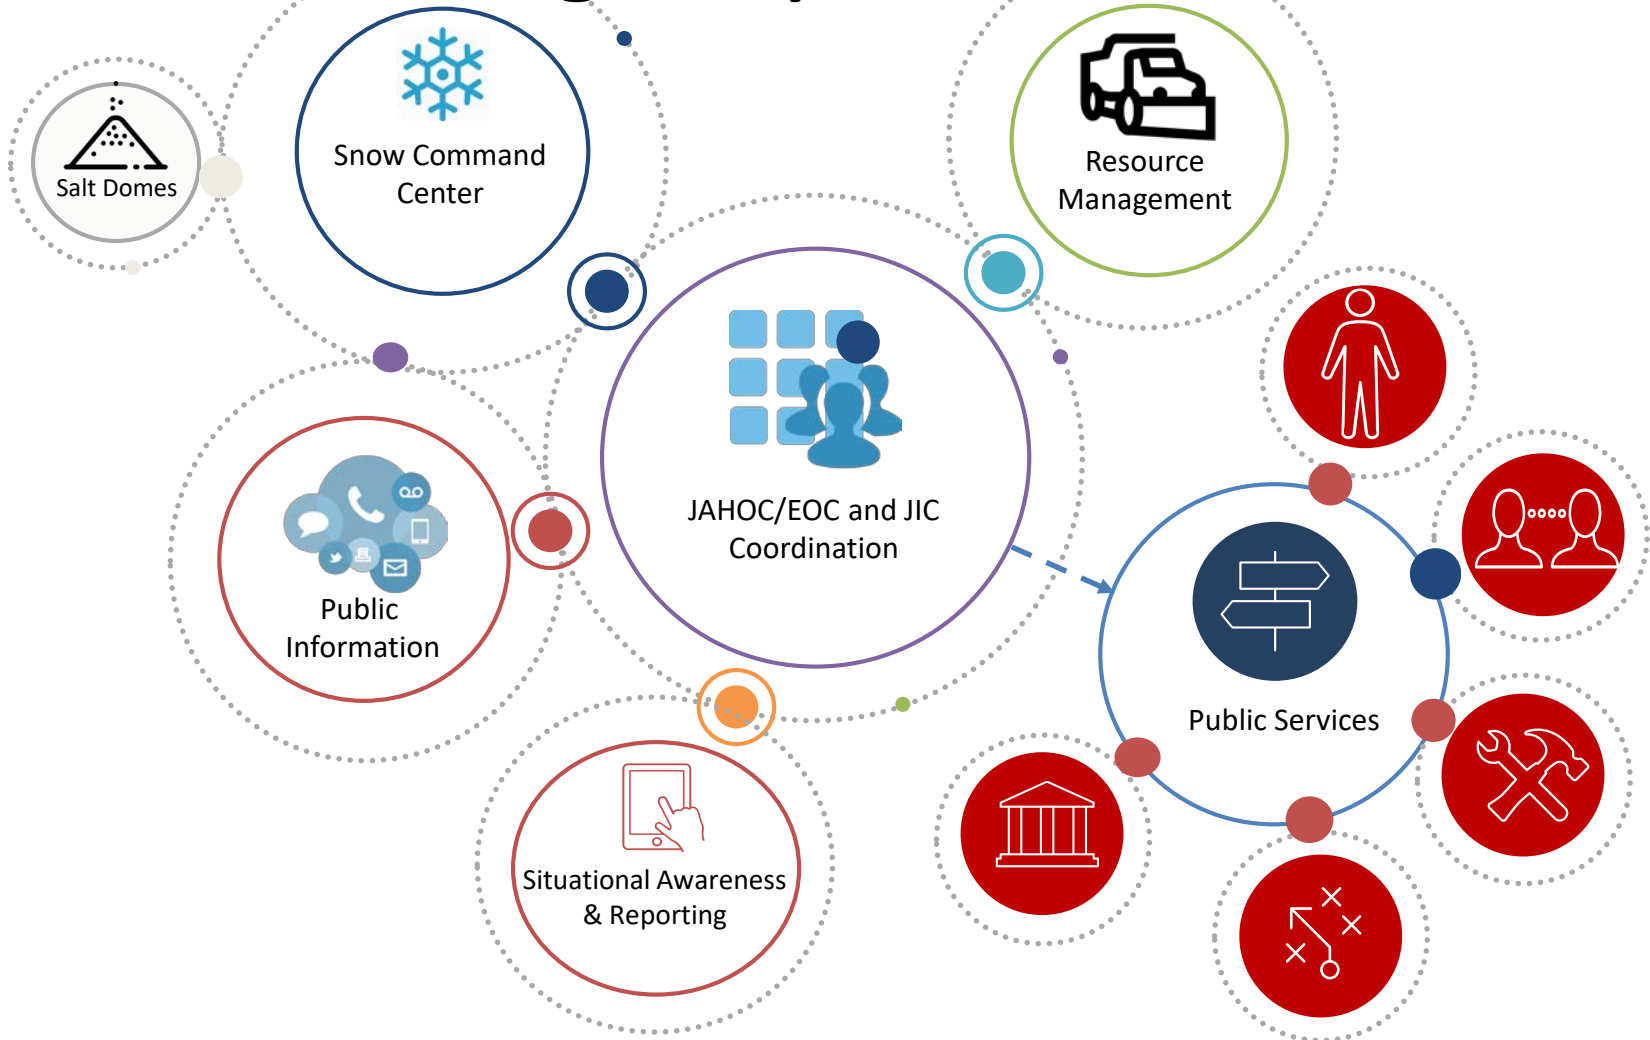 Snow Command
Center
Resource
Management
Salt Domes
JAHOC/EOC and JIC
Coordination
Public
Information
Public Services
Situational Awareness
& Reporting